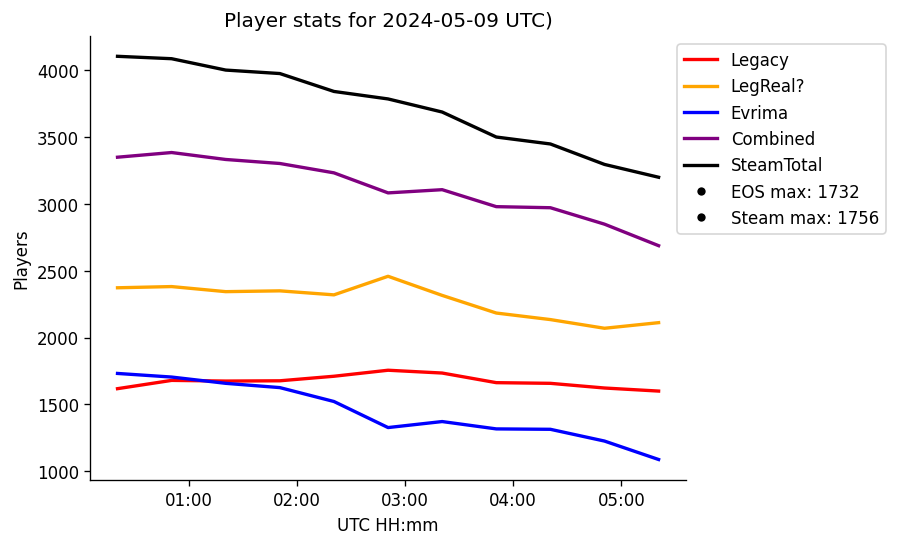 Player stats for 2024-05-09 UTC)
Legacy
LegReal?
Evrima
Combined
SteamTotal
EOS max: 1732
Steam max: 1756
Players
4000
3500
3000
2500
2000
1500
1000
01:00 02:00 03:00 04:00 05:00
UTC HH:mm